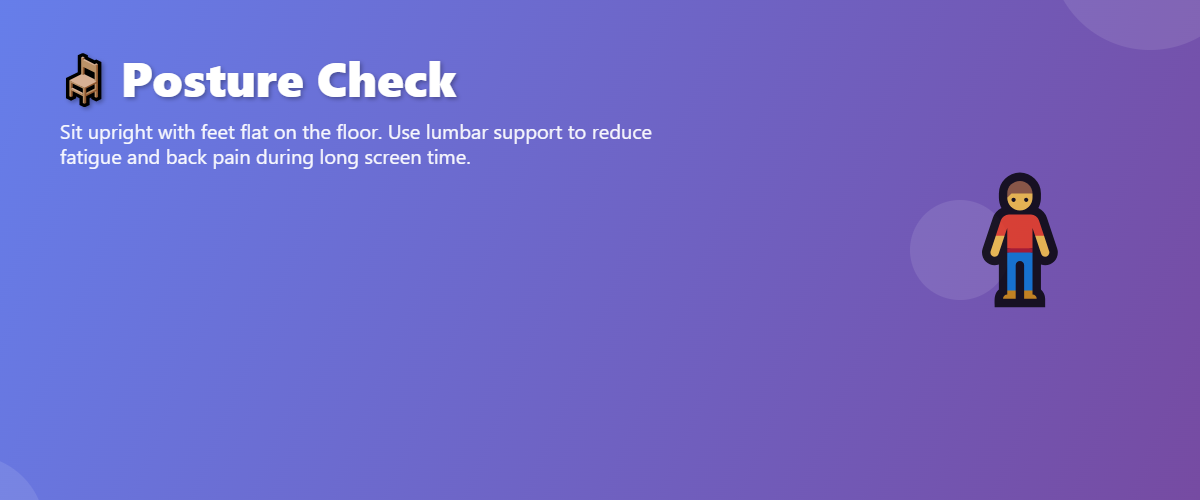 Posture Check
Sit upright with feet flat on the floor. Use lumbar support to reduce
fatigue and back pain during long screen time.